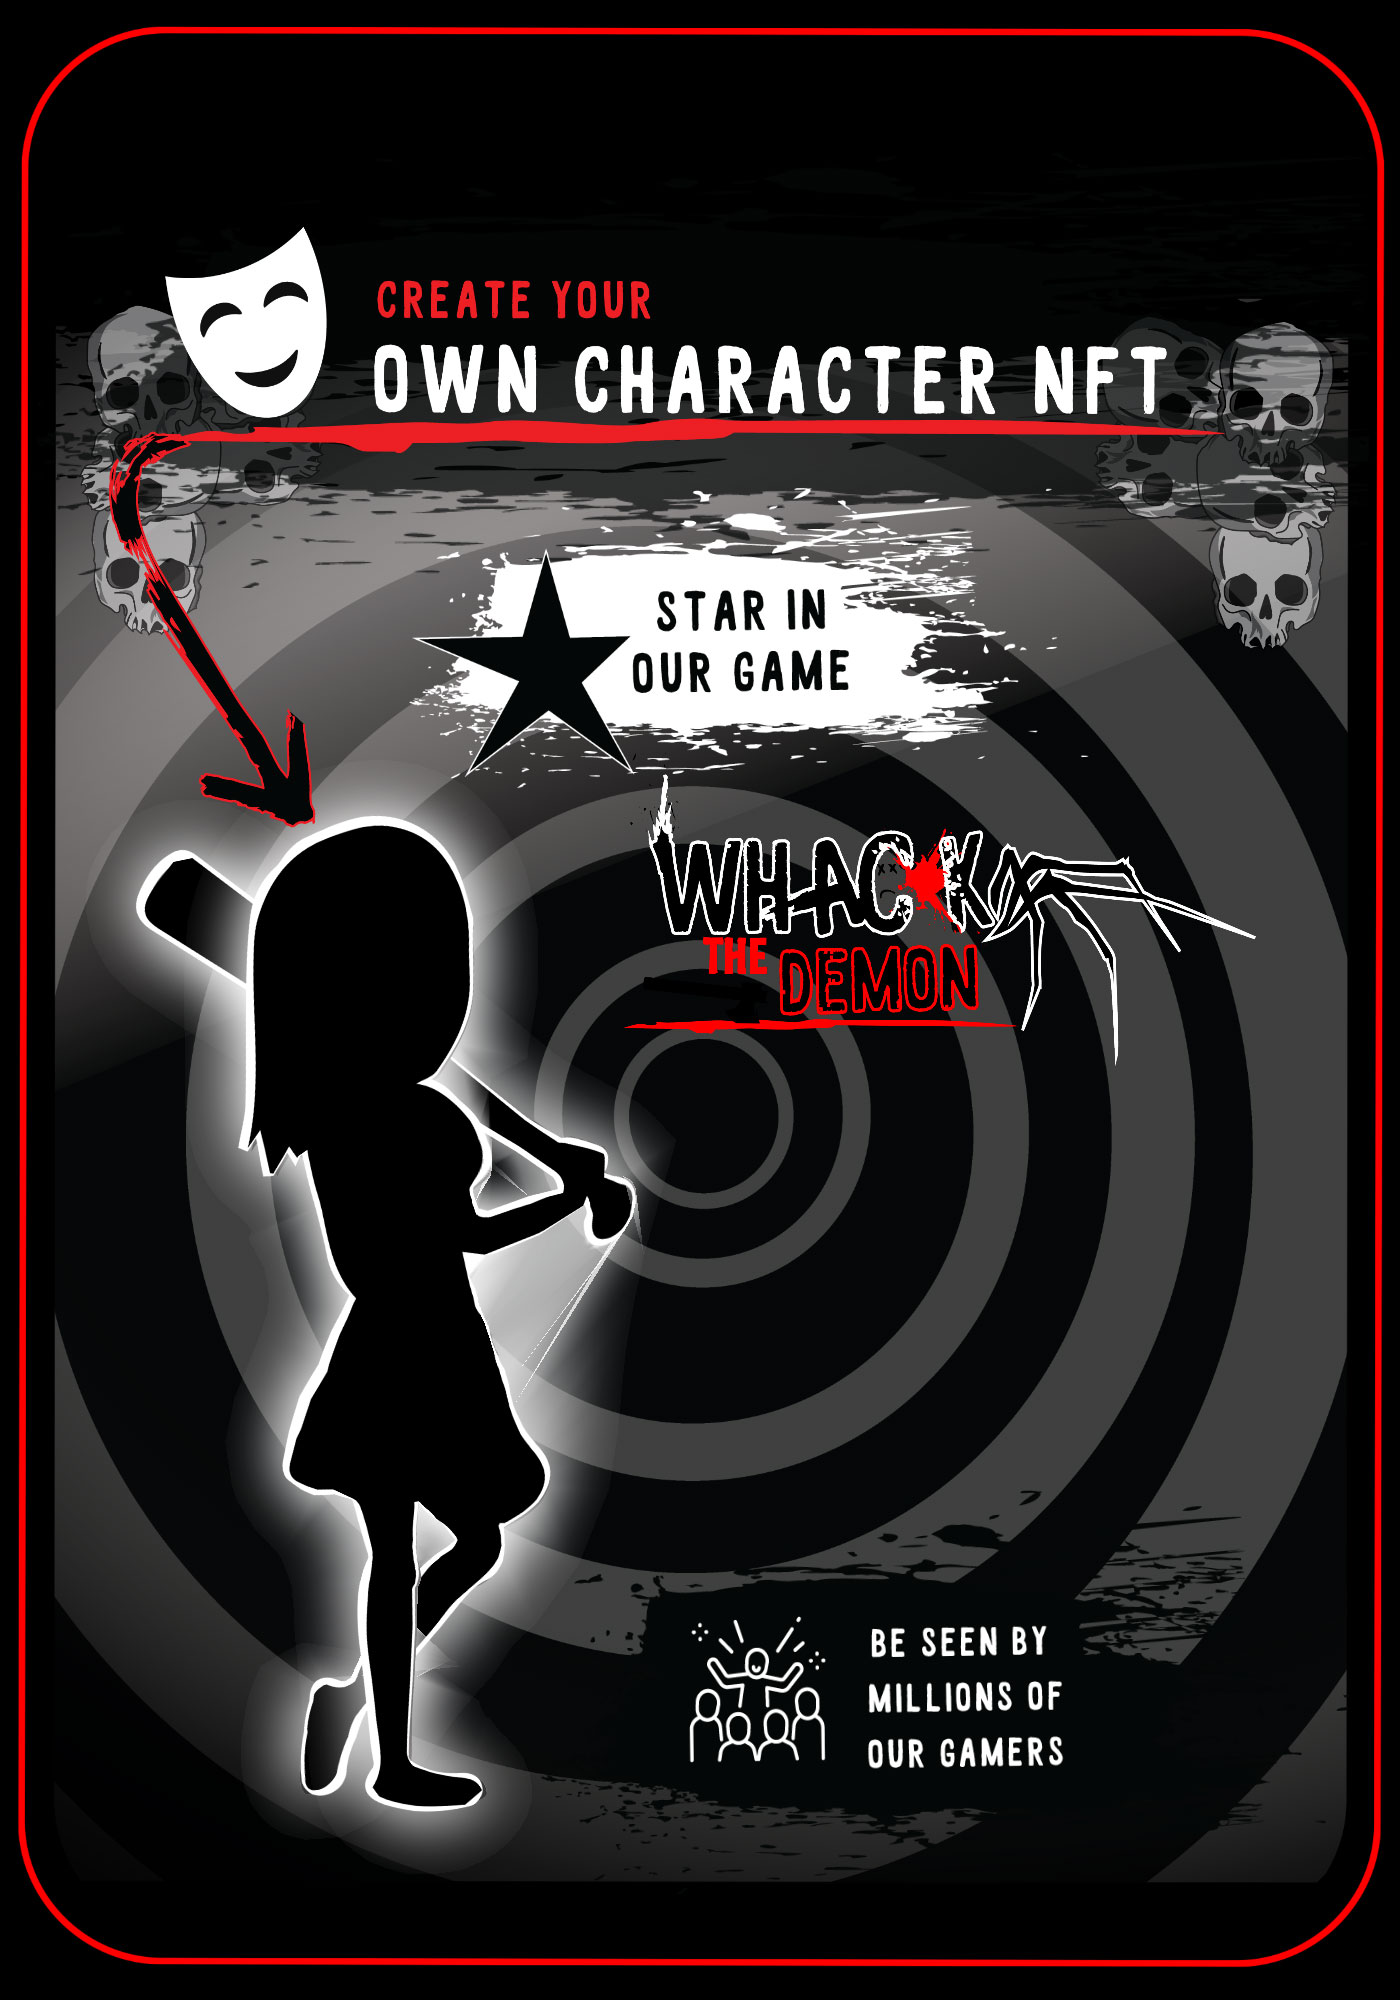 CREATE YOUR
OWN CHARACTER NFT
STAR IN
OUR GAME
WHACK
THE DEMON
BE SEEN BY
MILLIONS OF
OUR GAMERS